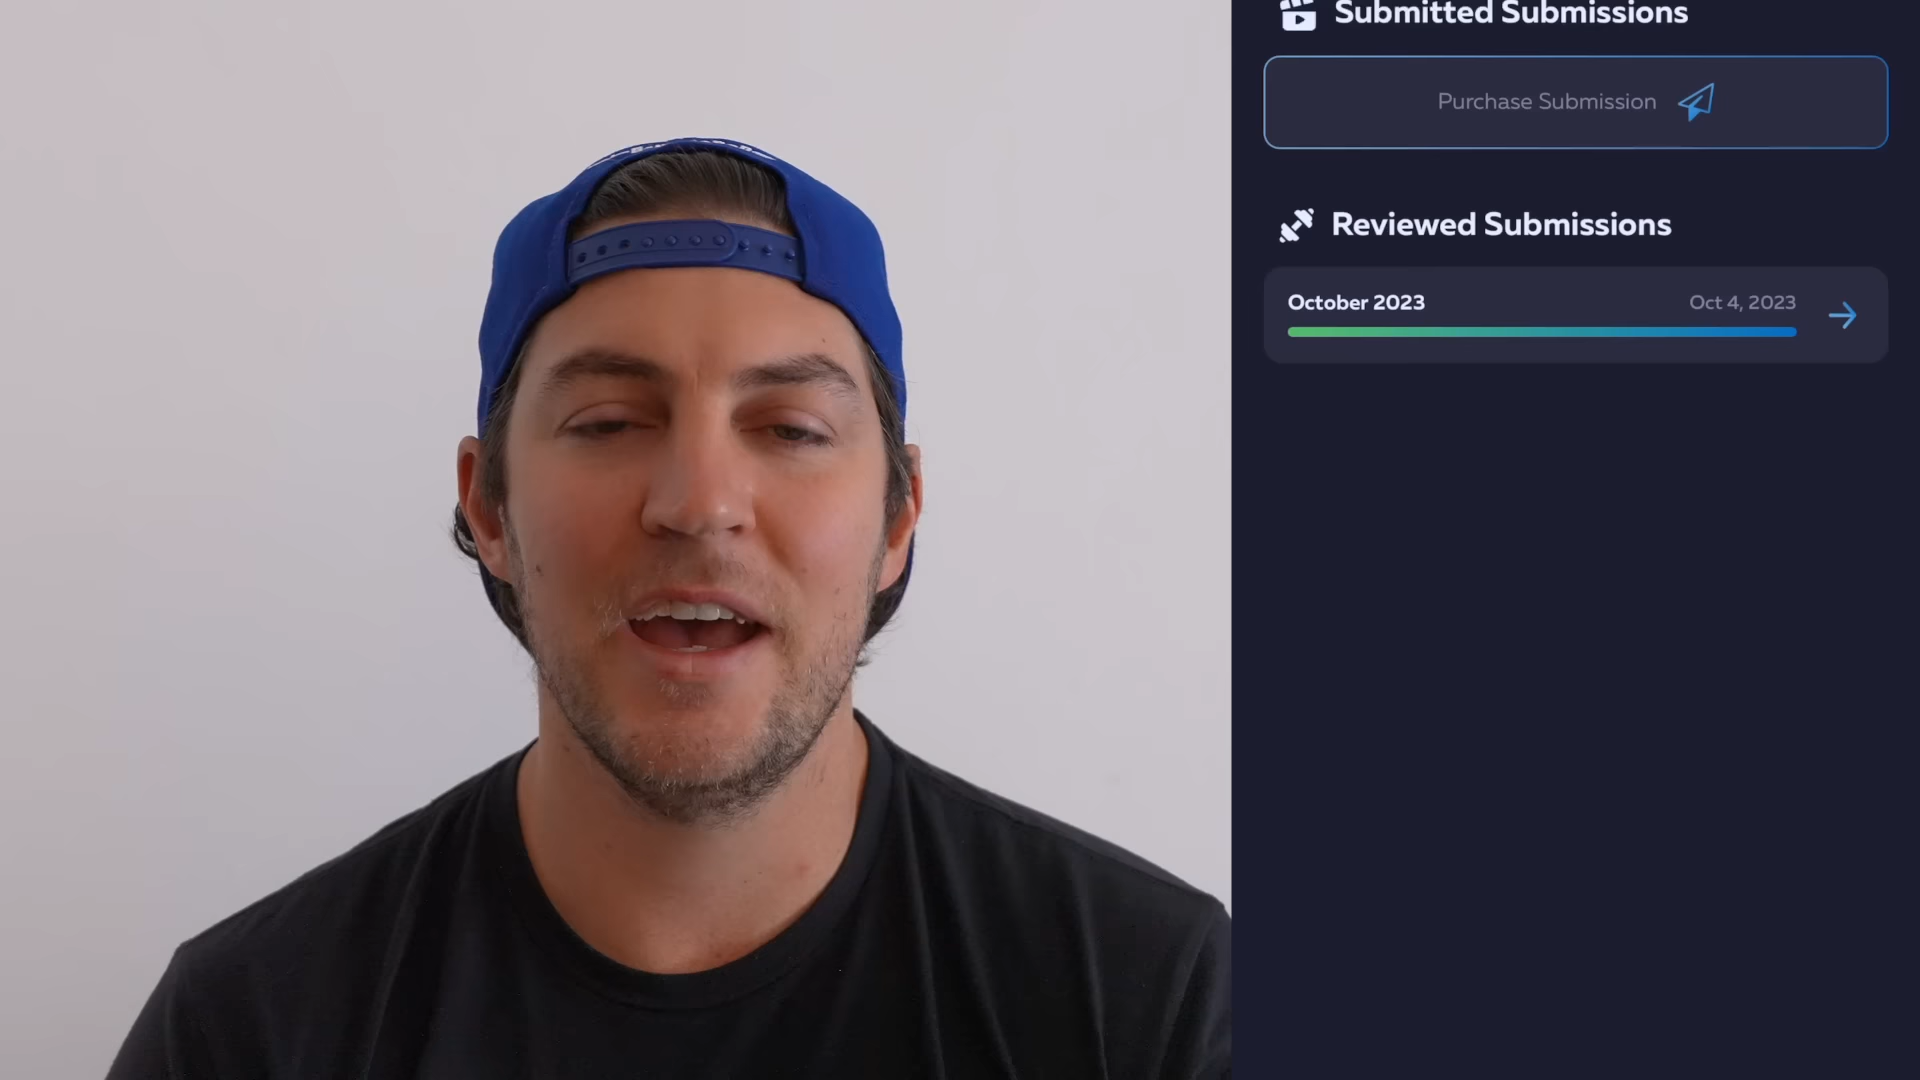 Submitted Submissions
Purchase Submission
Reviewed Submissions
October 2023
Oct 4, 2023